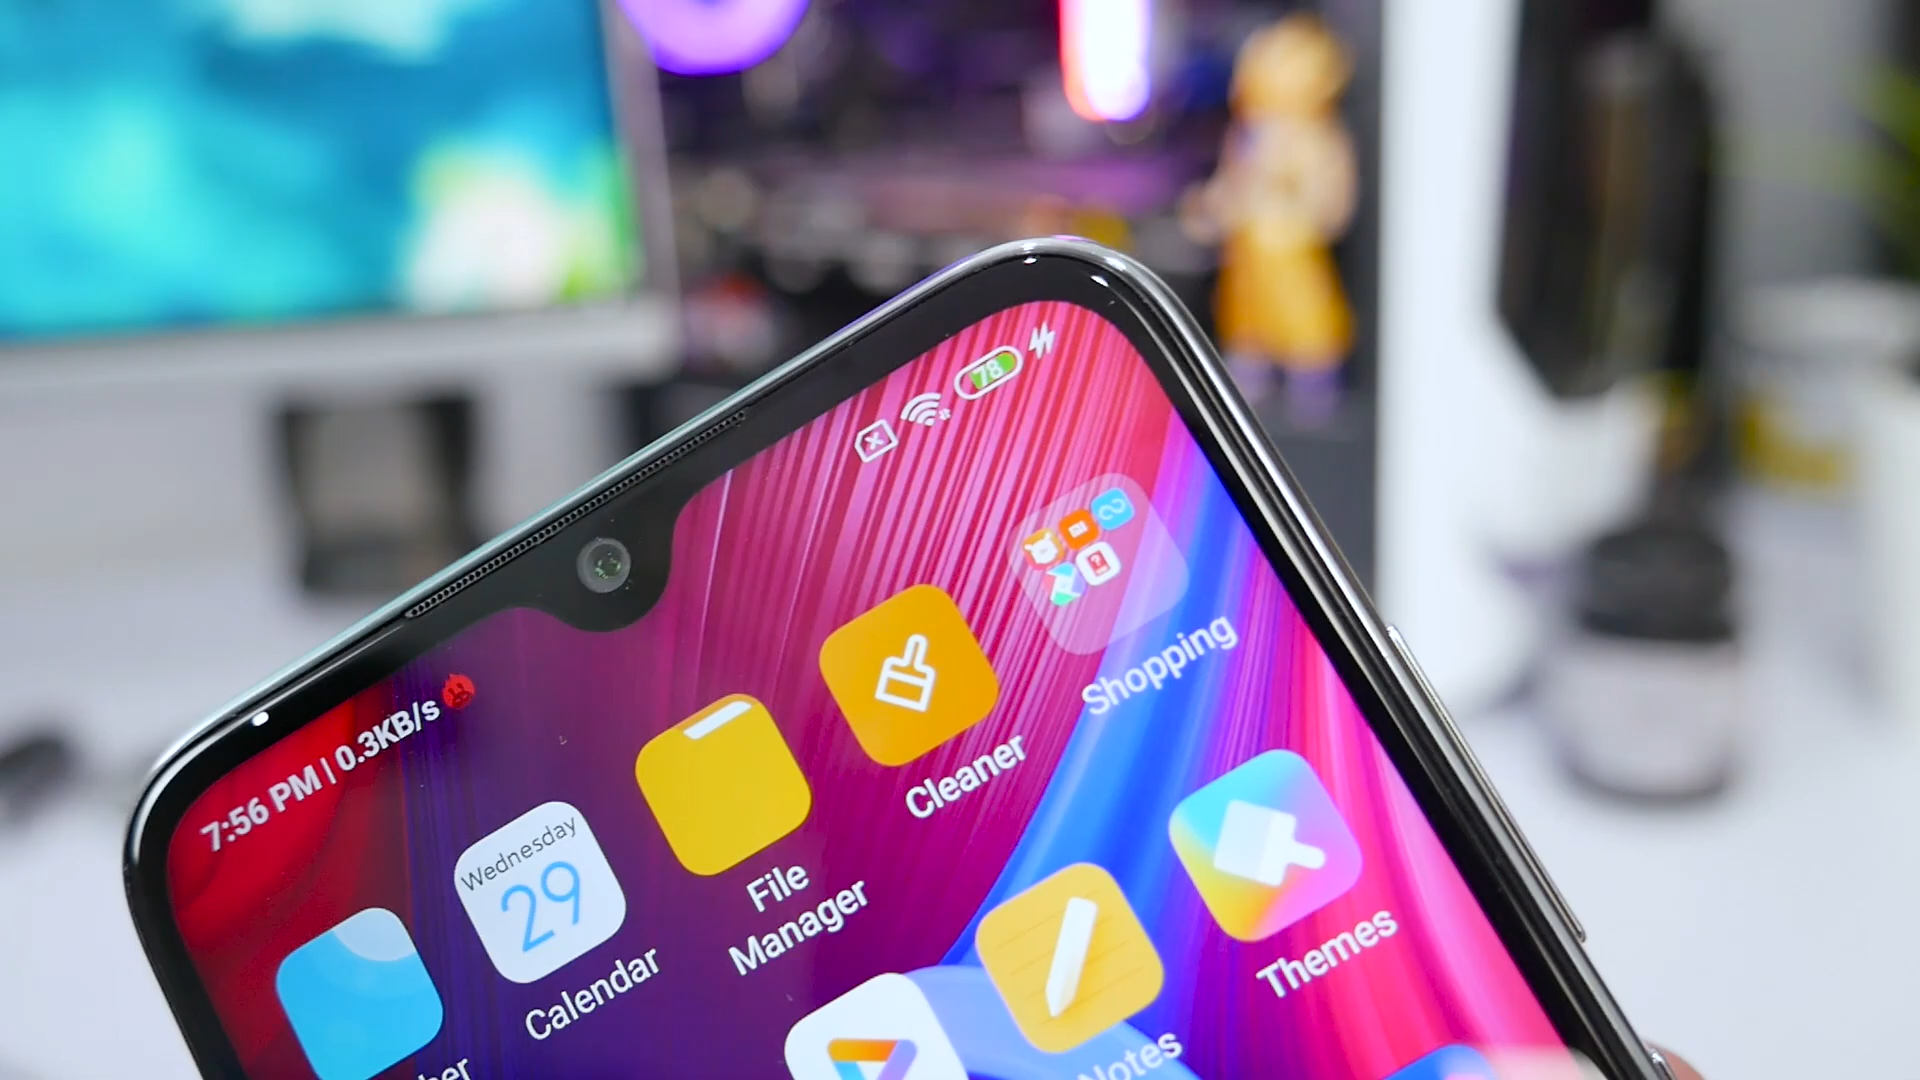 7:56 PM | 0.3KB/s
78
Wednesday
29
Calendar
File
Manager
Cleaner
Shopping
Notes
Themes